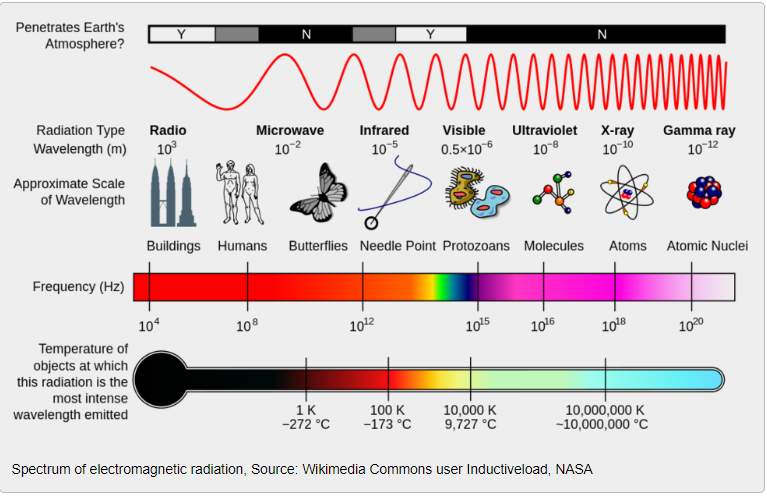 Penetrates Earth's
Atmosphere?
Y N Y N
Radiation Type
Radio Microwave Infrared Visible Ultraviolet X-ray Gamma ray
Wavelength (m)
10³ 10⁻² 10⁻⁵ 0.5×10⁻⁶ 10⁻⁸ 10⁻¹⁰ 10⁻¹²
Approximate Scale
of Wavelength
Buildings Humans Butterflies Needle Point Protozoans Molecules Atoms Atomic Nuclei
Frequency (Hz)
10⁴ 10⁸ 10¹² 10¹⁵ 10¹⁶ 10¹⁸ 10²⁰
Temperature of
objects at which
this radiation is the
most intense
wavelength emitted
1 K 100 K 10,000 K 10,000,000 K
−272 °C −173 °C 9,727 °C ~10,000,000 °C
Spectrum of electromagnetic radiation, Source: Wikimedia Commons user Inductiveload, NASA